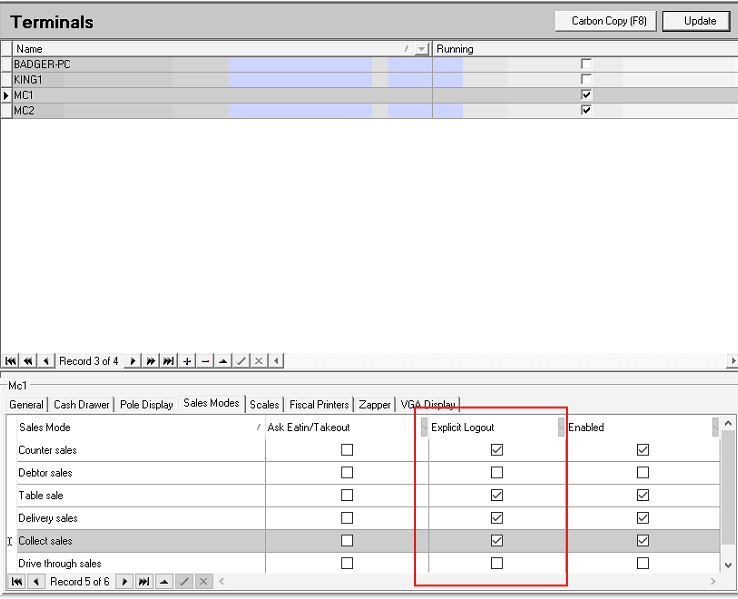 Terminals Carbon Copy (F8) Update
Name Running
BADGER-PC
KING1
MC1
MC2
Record 3 of 4
Mc1
General Cash Drawer Pole Display Sales Modes Scales Fiscal Printers Zapper VGA Display
Sales Mode Ask Eatin/Takeout Explicit Logout Enabled
Counter sales
Debtor sales
Table sale
Delivery sales
Collect sales
Drive through sales
Record 5 of 6